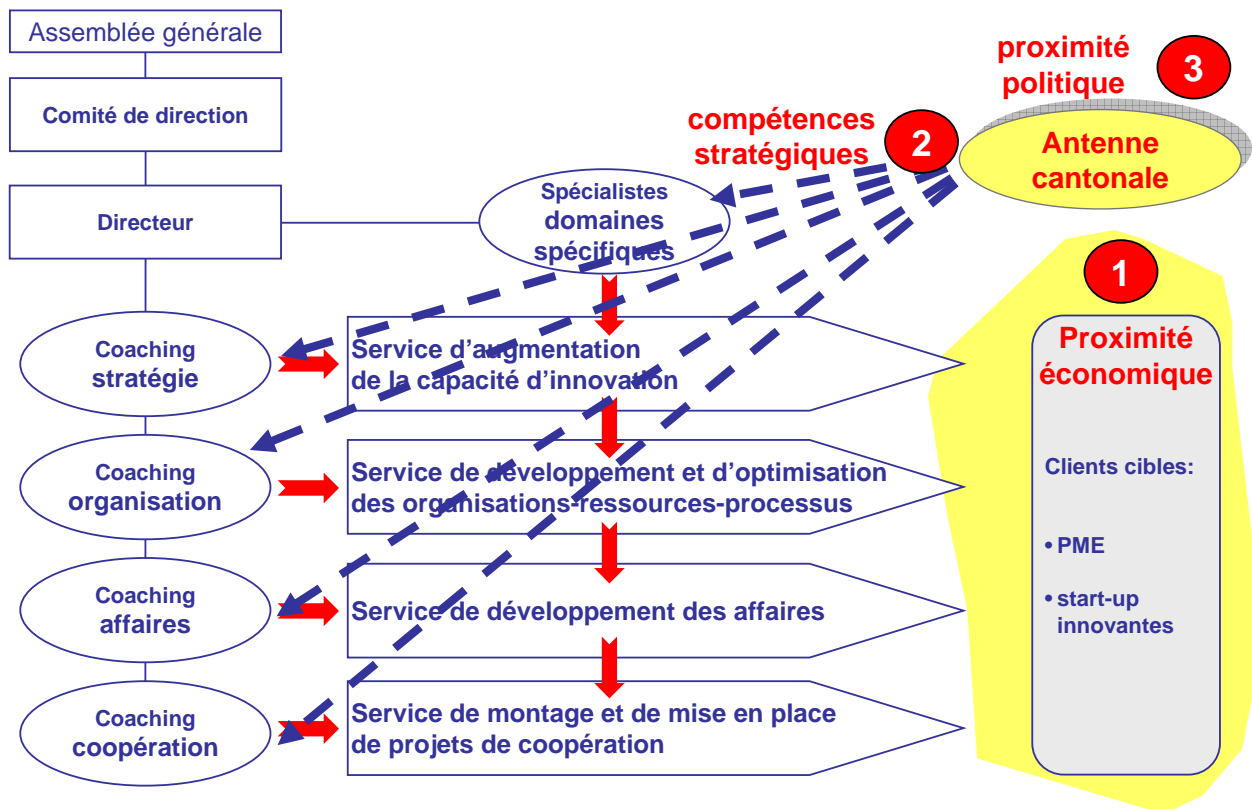 Assemblée générale
Comité de direction
Directeur
Spécialistes
domaines
spécifiques
compétences
stratégiques
2
proximité
politique
3
Antenne
cantonale
1
Proximité
économique
Clients cibles:
• PME
• start-up
innovantes
Coaching
stratégie
Service d'augmentation
de la capacité d'innovation
Coaching
organisation
Service de développement et d'optimisation
des organisations-ressources-processus
Coaching
affaires
Service de développement des affaires
Coaching
coopération
Service de montage et de mise en place
de projets de coopération